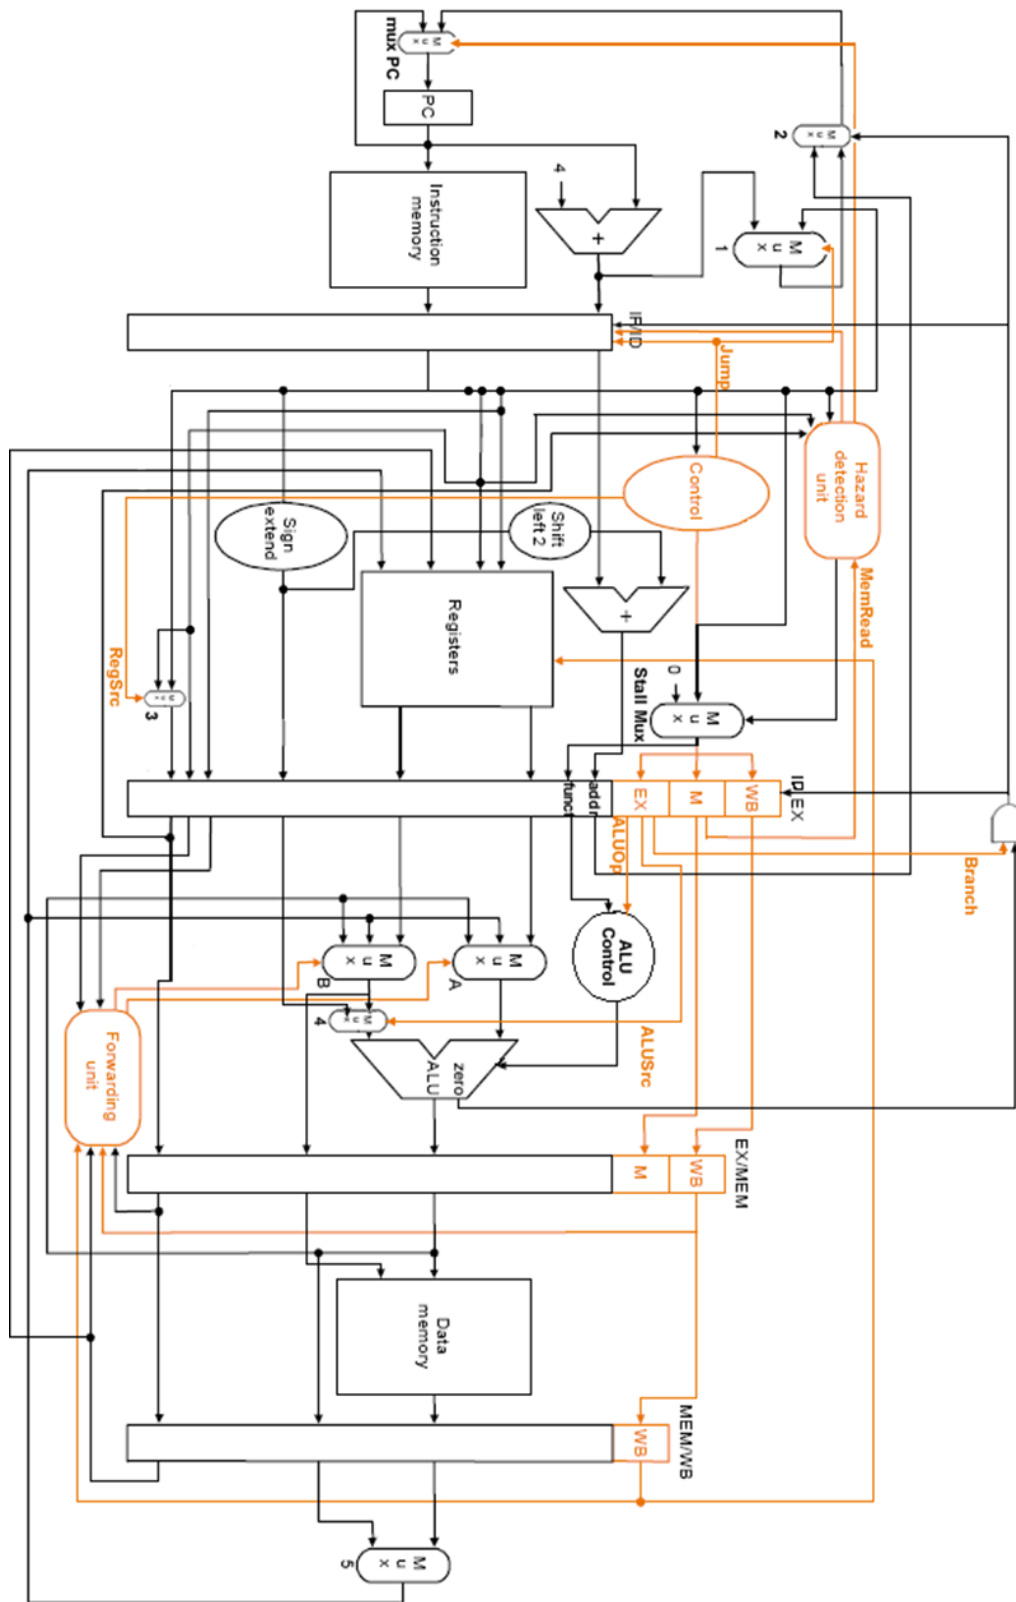 M
u
x
mux PC
PC
M
u
x
2
4
+
Instruction
memory
M
u
x
1
IF/ID
Jump
Hazard
detection
unit
Control
Sign
extend
Shift
left 2
+
Registers
MemRead
RegSrc
M
u
x
3
0
M
u
x
Stall Mux
ID/EX
WB
M
EX
addr
funct
ALUOp
Branch
ALU
Control
M
u
x
A
M
u
x
B
M
u
x
4
ALUSrc
zero
ALU
Forwarding
unit
EX/MEM
WB
M
Data
memory
MEM/WB
WB
M
u
x
5